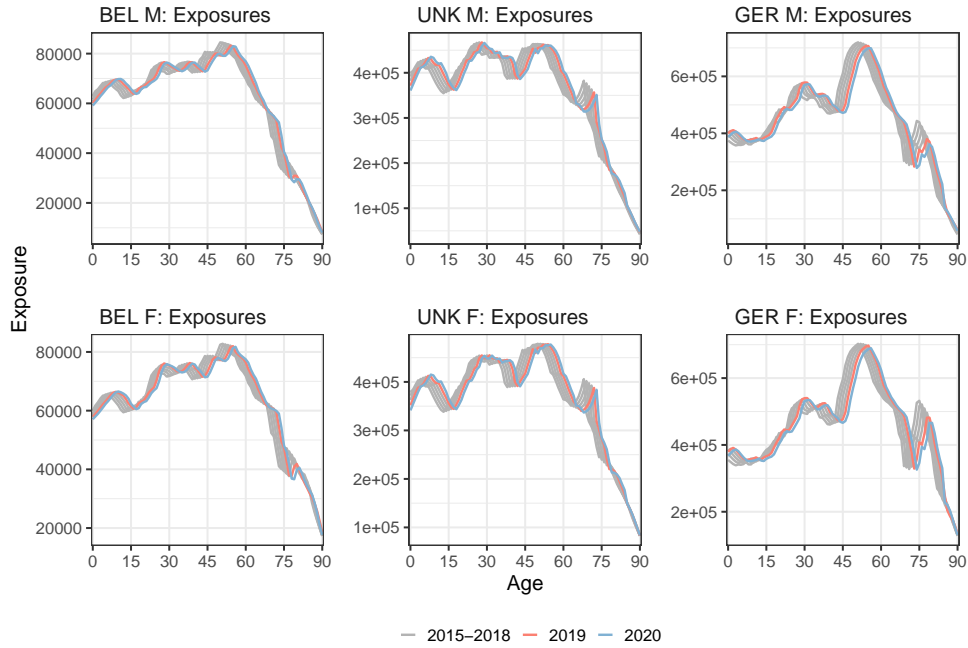 BEL M: Exposures
UNK M: Exposures
GER M: Exposures
80000
60000
40000
20000
0 15 30 45 60 75 90
4e+05
3e+05
2e+05
1e+05
0 15 30 45 60 75 90
6e+05
4e+05
2e+05
0 15 30 45 60 75 90
Exposure
BEL F: Exposures
UNK F: Exposures
GER F: Exposures
80000
60000
40000
20000
0 15 30 45 60 75 90
4e+05
3e+05
2e+05
1e+05
0 15 30 45 60 75 90
6e+05
4e+05
2e+05
0 15 30 45 60 75 90
Age
2015−2018 2019 2020